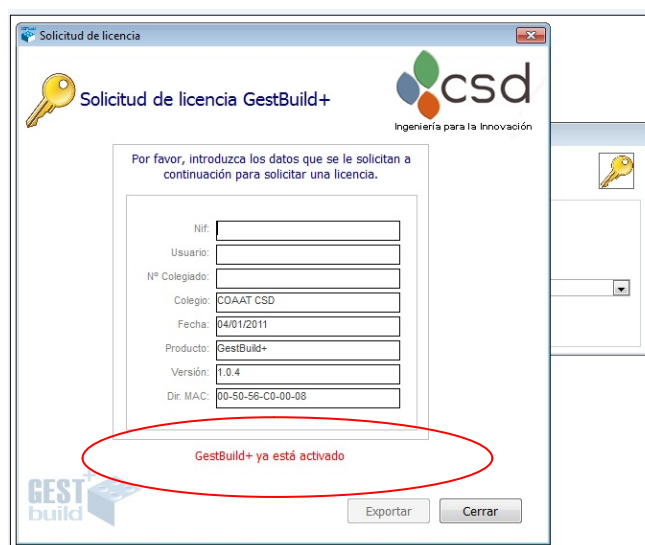 Solicitud de licencia
Solicitud de licencia GestBuild+
csd
Ingeniería para la Innovación
Por favor, introduzca los datos que se le solicitan a
continuación para solicitar una licencia.
Nif:
Usuario:
Nº Colegiado:
Colegio: COAAT CSD
Fecha: 04/01/2011
Producto: GestBuild+
Versión: 1.0.4
Dir. MAC: 00-50-56-C0-00-08
GestBuild+ ya está activado
GEST+
build
Exportar Cerrar